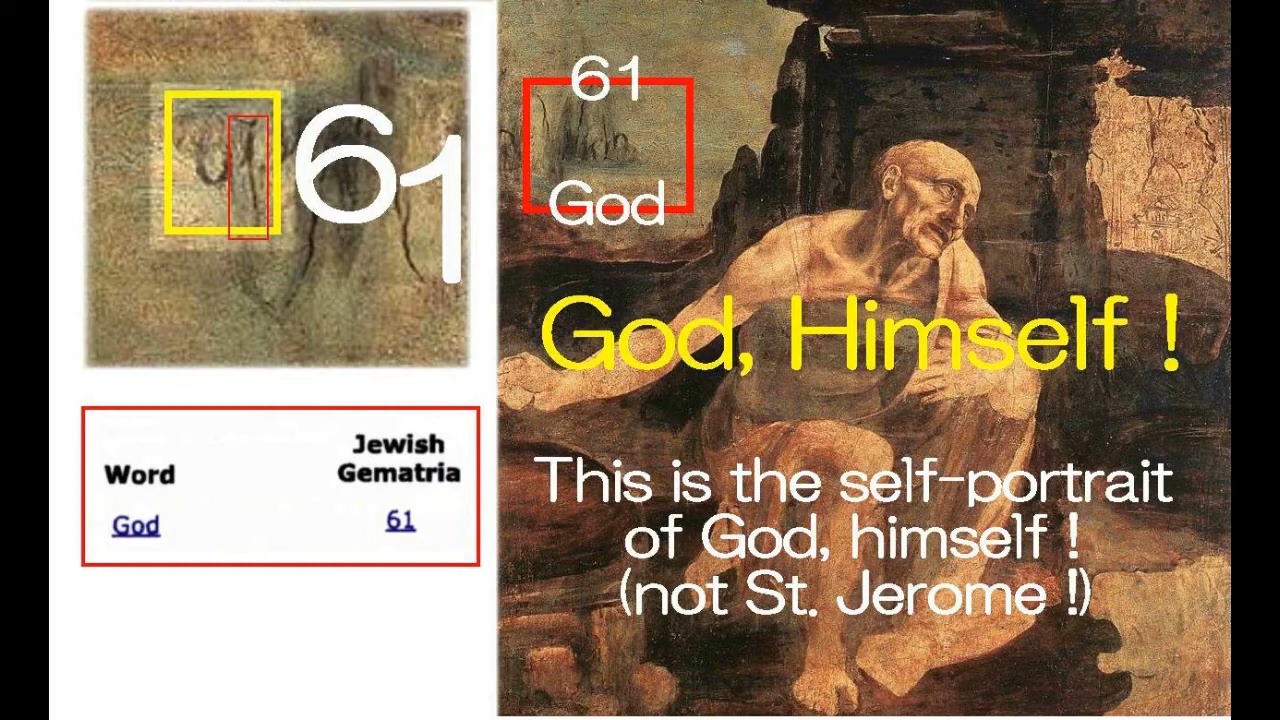 61
Word
Jewish
Gematria
God
61
61
God
God, Himself !
This is the self-portrait
of God, himself !
(not St. Jerome !)